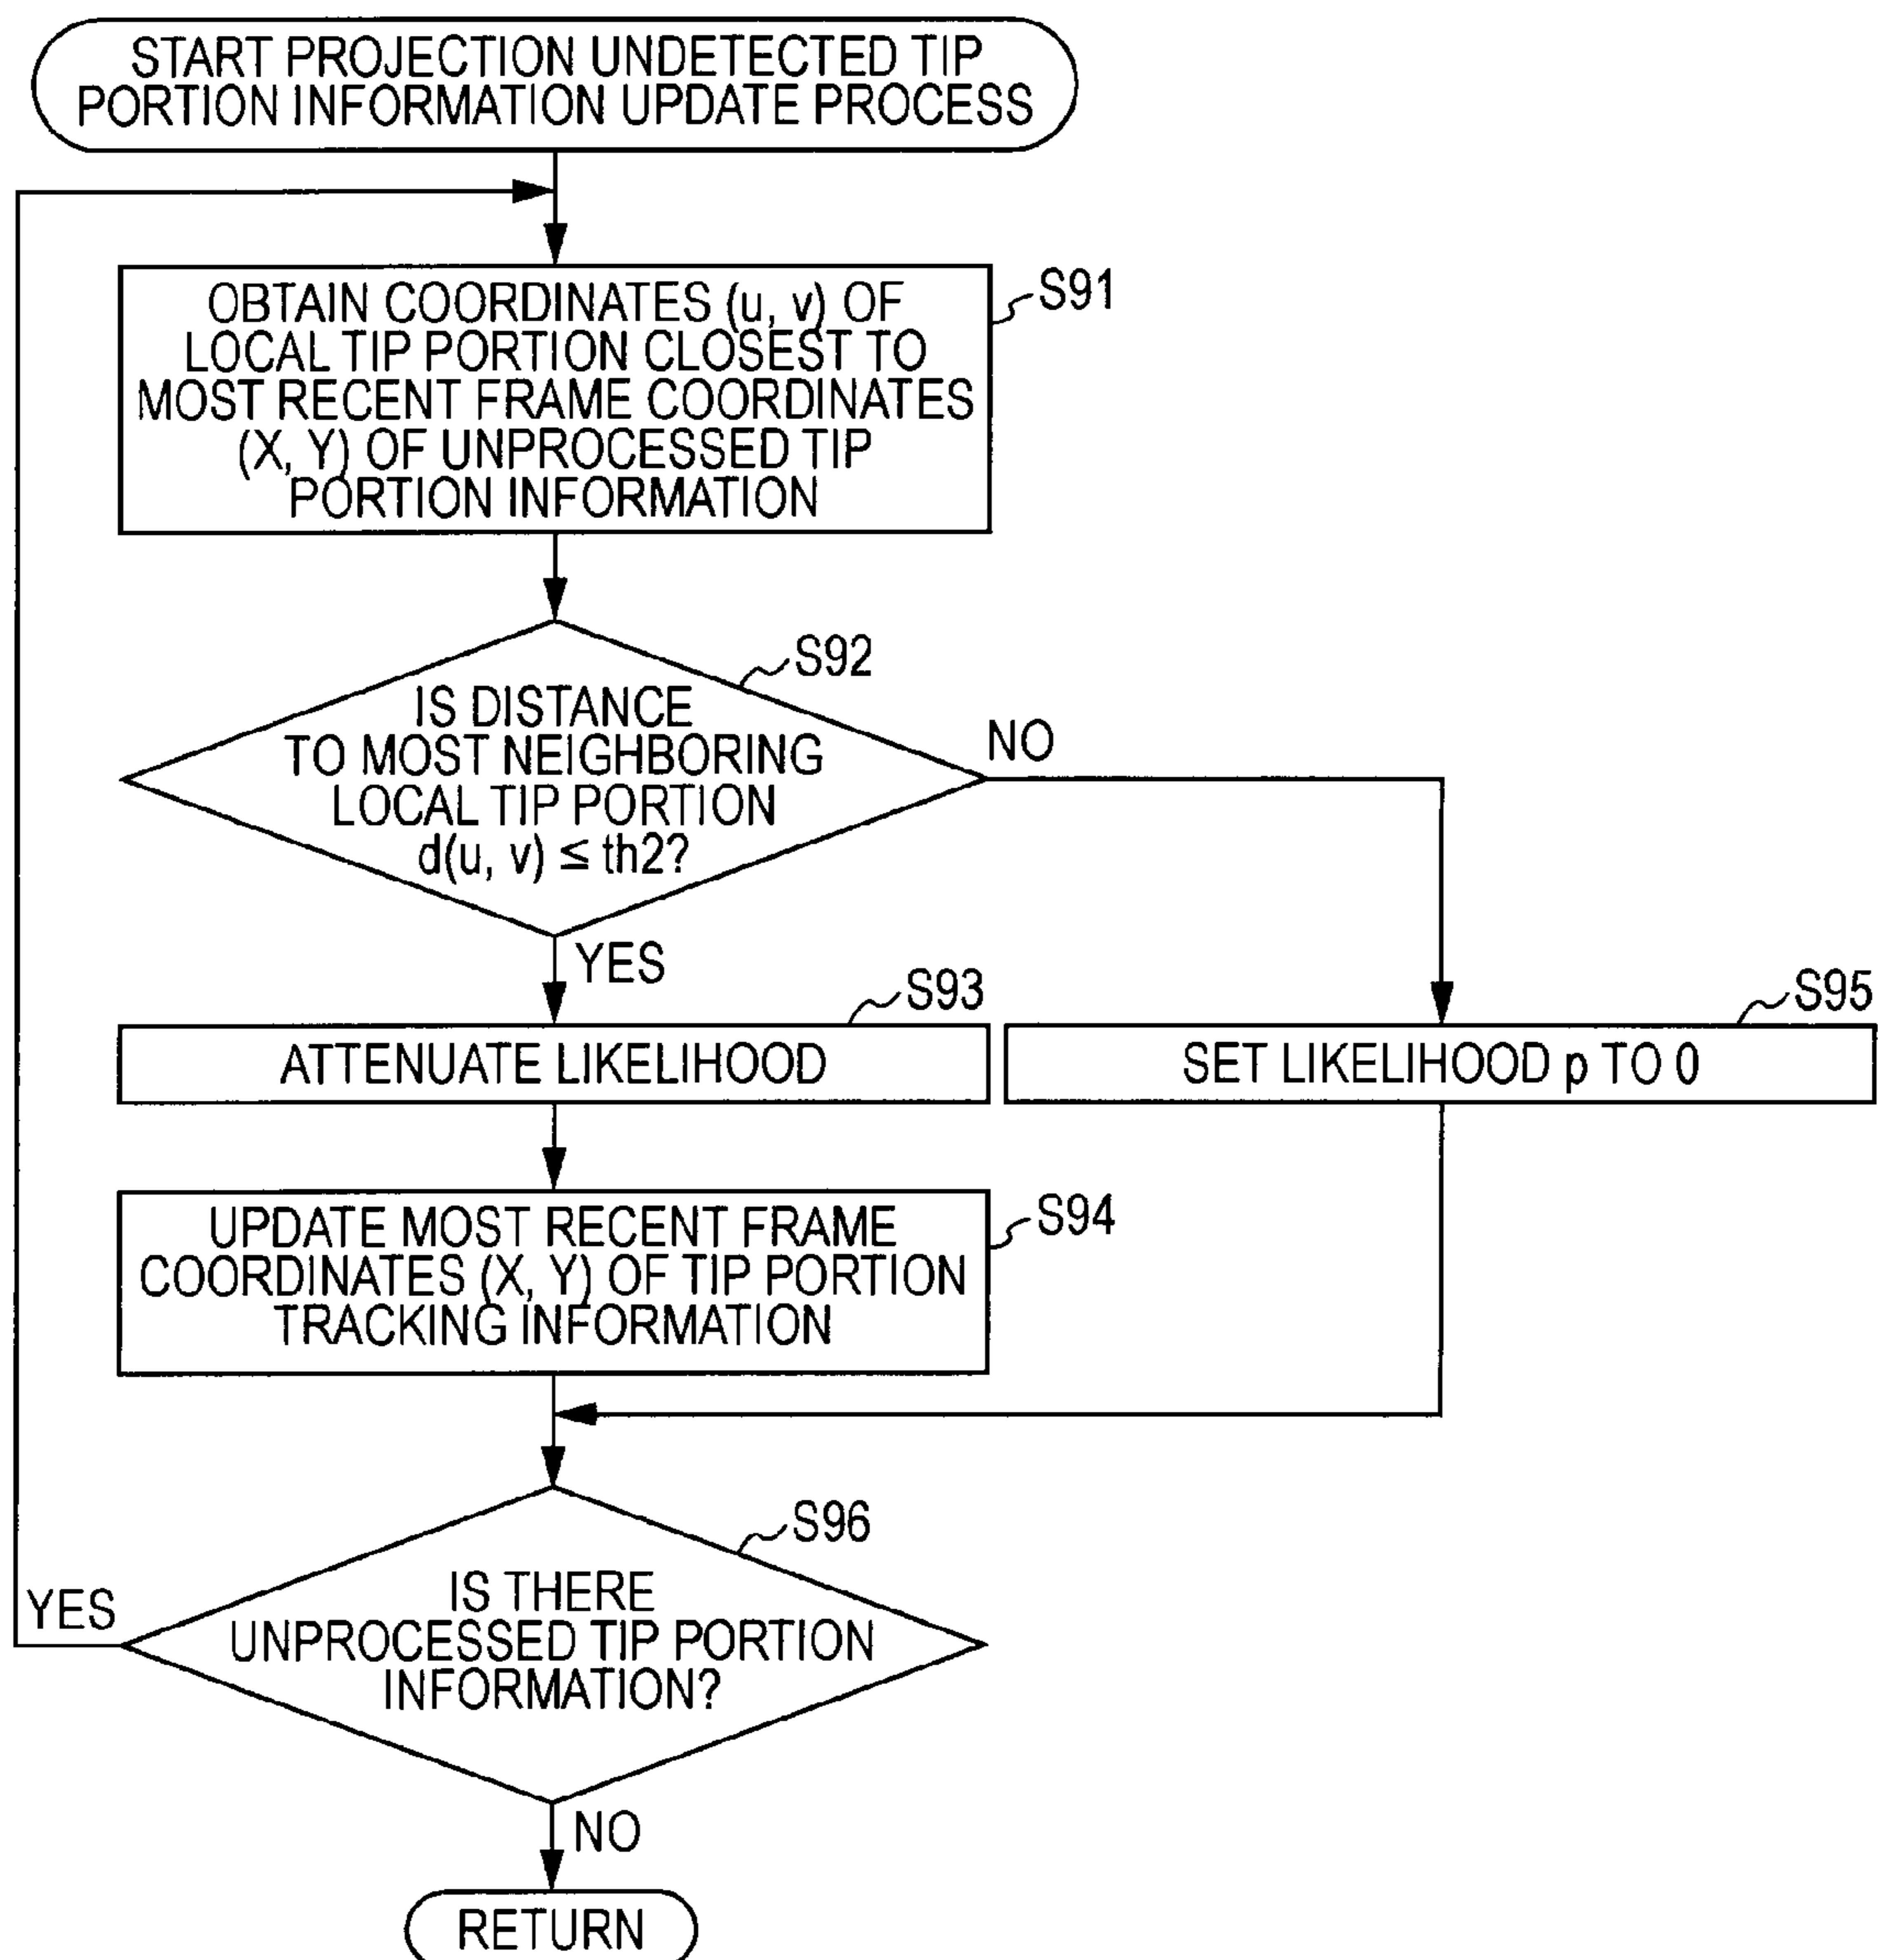 START PROJECTION UNDETECTED TIP
PORTION INFORMATION UPDATE PROCESS
OBTAIN COORDINATES (u, v) OF
LOCAL TIP PORTION CLOSEST TO
MOST RECENT FRAME COORDINATES
(X, Y) OF UNPROCESSED TIP
PORTION INFORMATION
S91
IS DISTANCE
TO MOST NEIGHBORING
LOCAL TIP PORTION
d(u, v) ≤ th2?
S92
NO
YES
S93
ATTENUATE LIKELIHOOD
S95
SET LIKELIHOOD p TO 0
UPDATE MOST RECENT FRAME
COORDINATES (X, Y) OF TIP PORTION
TRACKING INFORMATION
S94
S96
IS THERE
UNPROCESSED TIP PORTION
INFORMATION?
YES
NO
RETURN